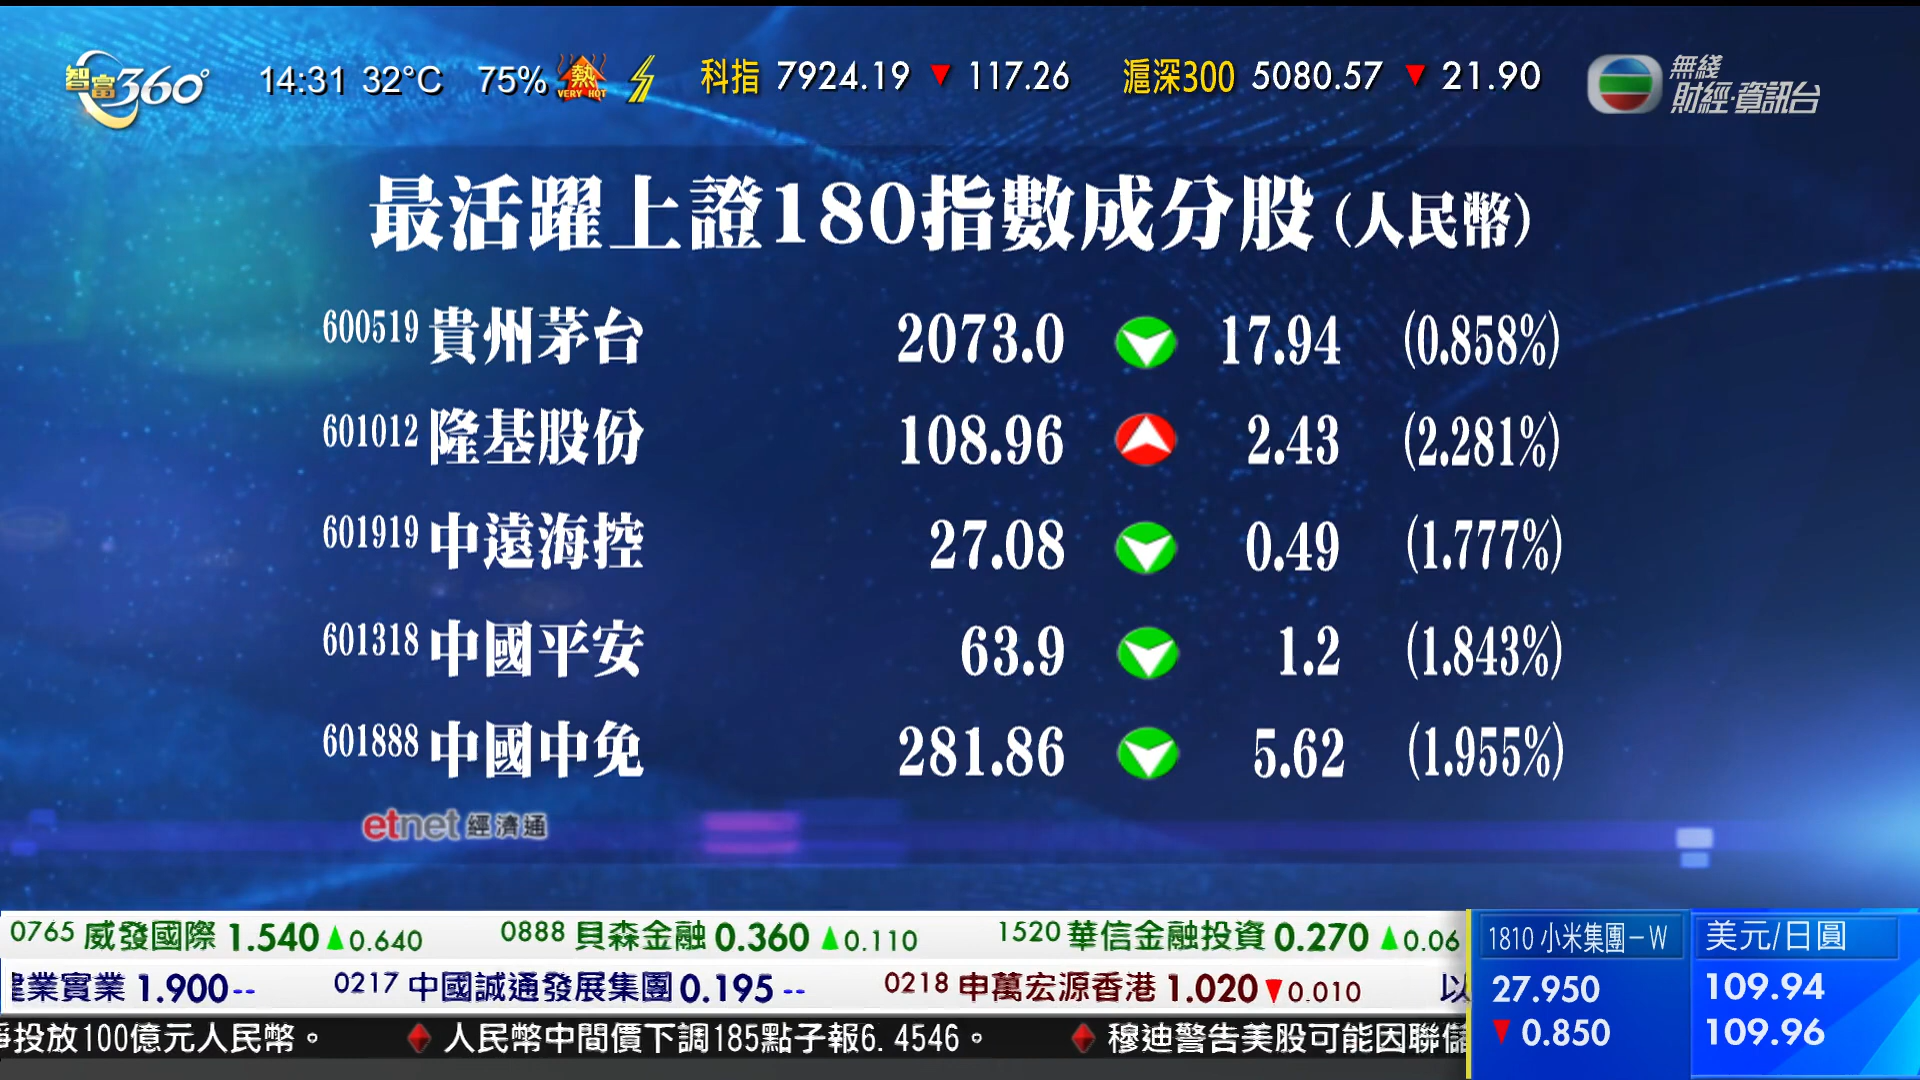 智富360°
14:31 32°C 75% 熱 VERY HOT 科指 7924.19 ▼ 117.26 滬深300 5080.57 ▼ 21.90
無綫
財經·資訊台
最活躍上證180指數成分股(人民幣)
600519 貴州茅台 2073.0 17.94 (0.858%)
601012 隆基股份 108.96 2.43 (2.281%)
601919 中遠海控 27.08 0.49 (1.777%)
601318 中國平安 63.9 1.2 (1.843%)
601888 中國中免 281.86 5.62 (1.955%)
etnet 經濟通
0765 威發國際 1.540 ▲0.640 0888 貝森金融 0.360 ▲0.110 1520 華信金融投資 0.270 ▲0.06
業實業 1.900-- 0217 中國誠通發展集團 0.195 -- 0218 申萬宏源香港 1.020 ▼0.010 以
投放100億元人民幣。 ♦ 人民幣中間價下調185點子報6.4546。 ♦ 穆迪警告美股可能因聯儲
1810 小米集團-W
27.950
▼ 0.850
美元/日圓
109.94
109.96